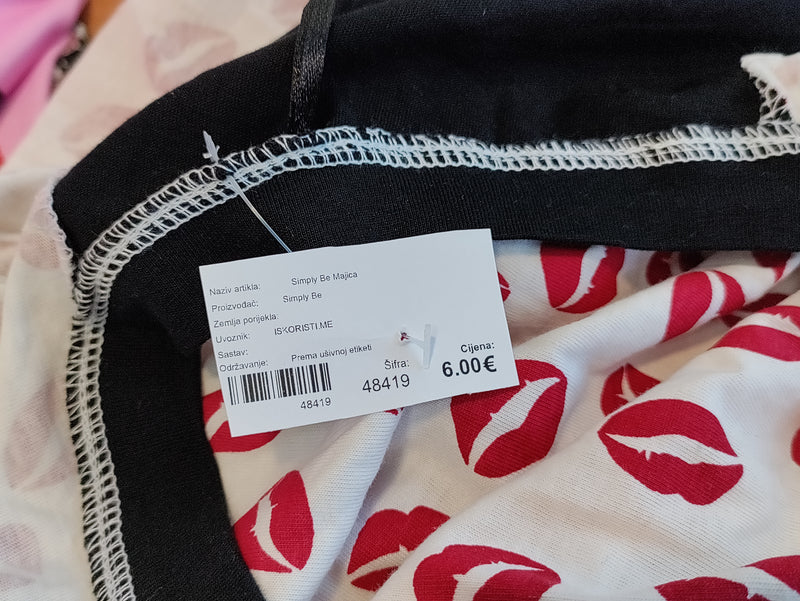 Naziv artikla: Simply Be Majica
Proizvođač: Simply Be
Zemlja porijekla:
Uvoznik: ISKORISTI.ME
Sastav:
Održavanje: Prema ušivnoj etiketi
48419
Šifra:
48419
Cijena:
6.00€